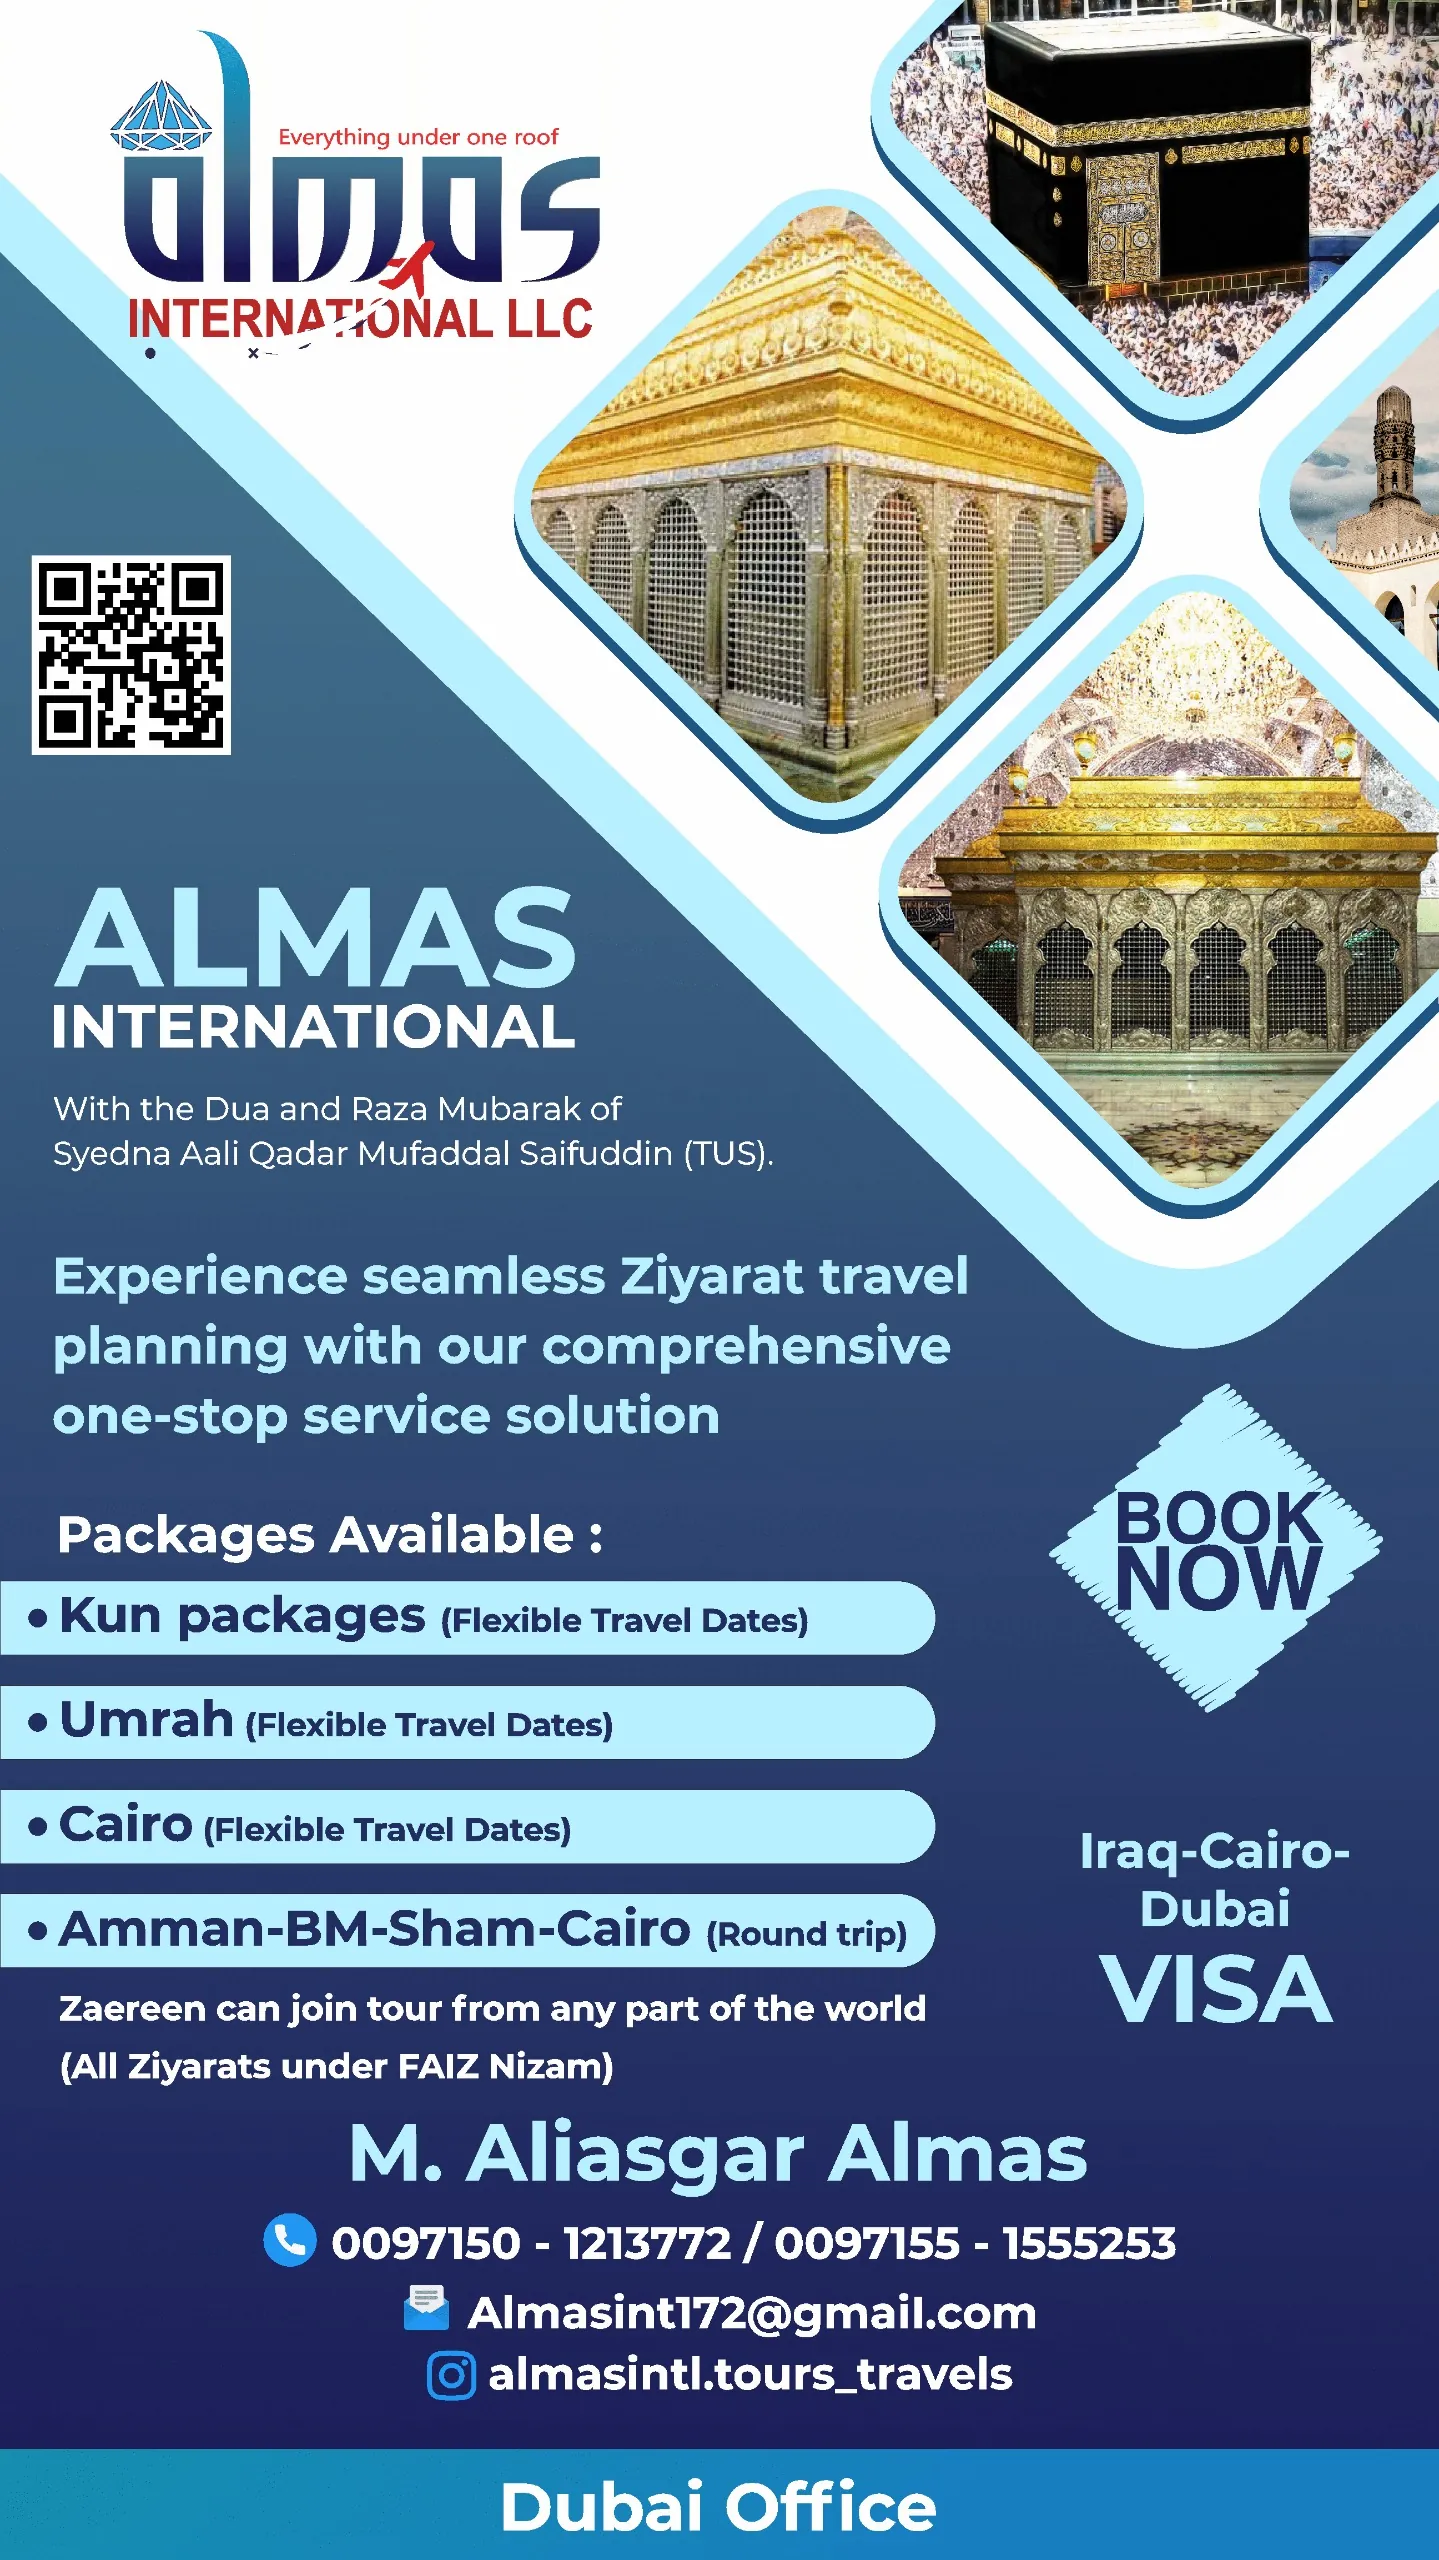 Everything under one roof
almas
INTERNATIONAL LLC
ALMAS
INTERNATIONAL
With the Dua and Raza Mubarak of
Syedna Aali Qadar Mufaddal Saifuddin (TUS).
Experience seamless Ziyarat travel
planning with our comprehensive
one-stop service solution
Packages Available :
• Kun packages (Flexible Travel Dates)
• Umrah (Flexible Travel Dates)
• Cairo (Flexible Travel Dates)
• Amman-BM-Sham-Cairo (Round trip)
Zaereen can join tour from any part of the world
(All Ziyarats under FAIZ Nizam)
BOOK
NOW
Iraq-Cairo-
Dubai
VISA
M. Aliasgar Almas
0097150 - 1213772 / 0097155 - 1555253
Almasint172@gmail.com
almasintl.tours_travels
Dubai Office